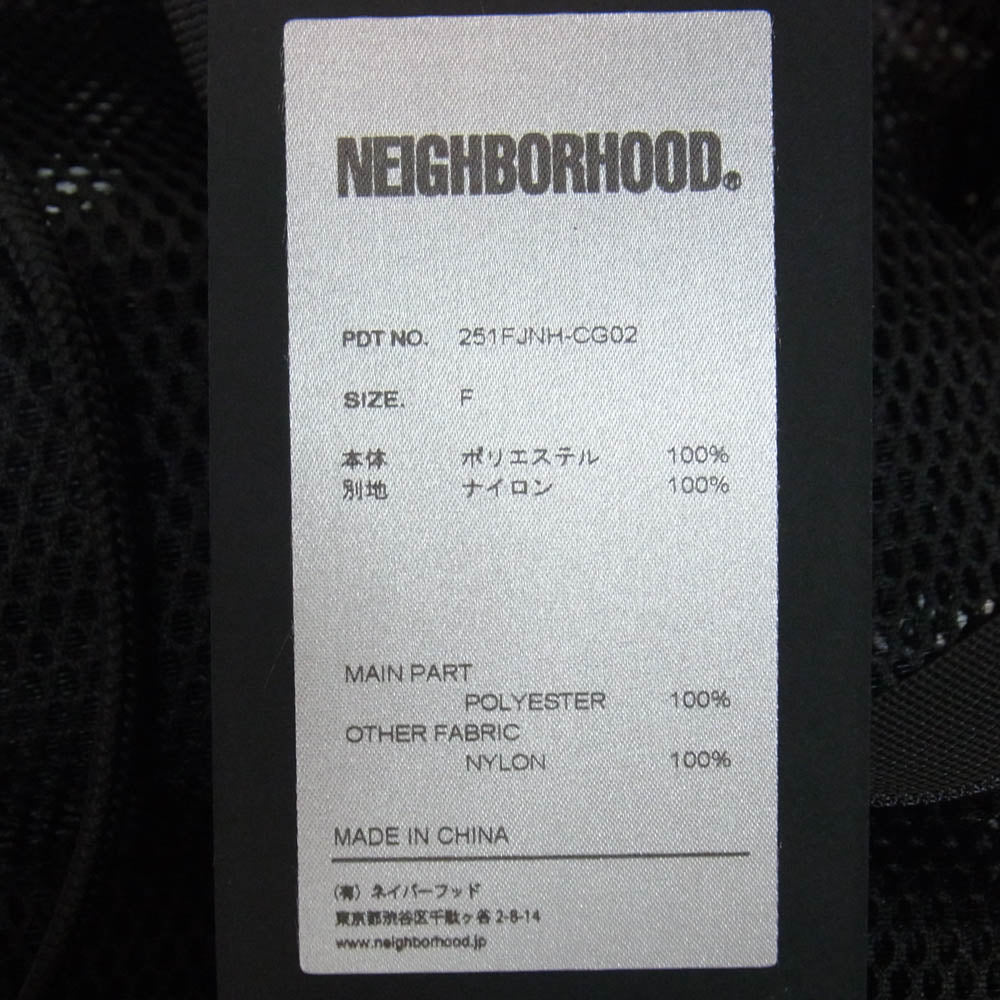 NEIGHBORHOOD®
PDT NO. 251FJNH-CG02
SIZE. F
本体 ポリエステル 100%
別地 ナイロン 100%
MAIN PART
POLYESTER 100%
OTHER FABRIC
NYLON 100%
MADE IN CHINA
(有) ネイバーフッド
東京都渋谷区千駄ヶ谷 2-8-14
www.neighborhood.jp